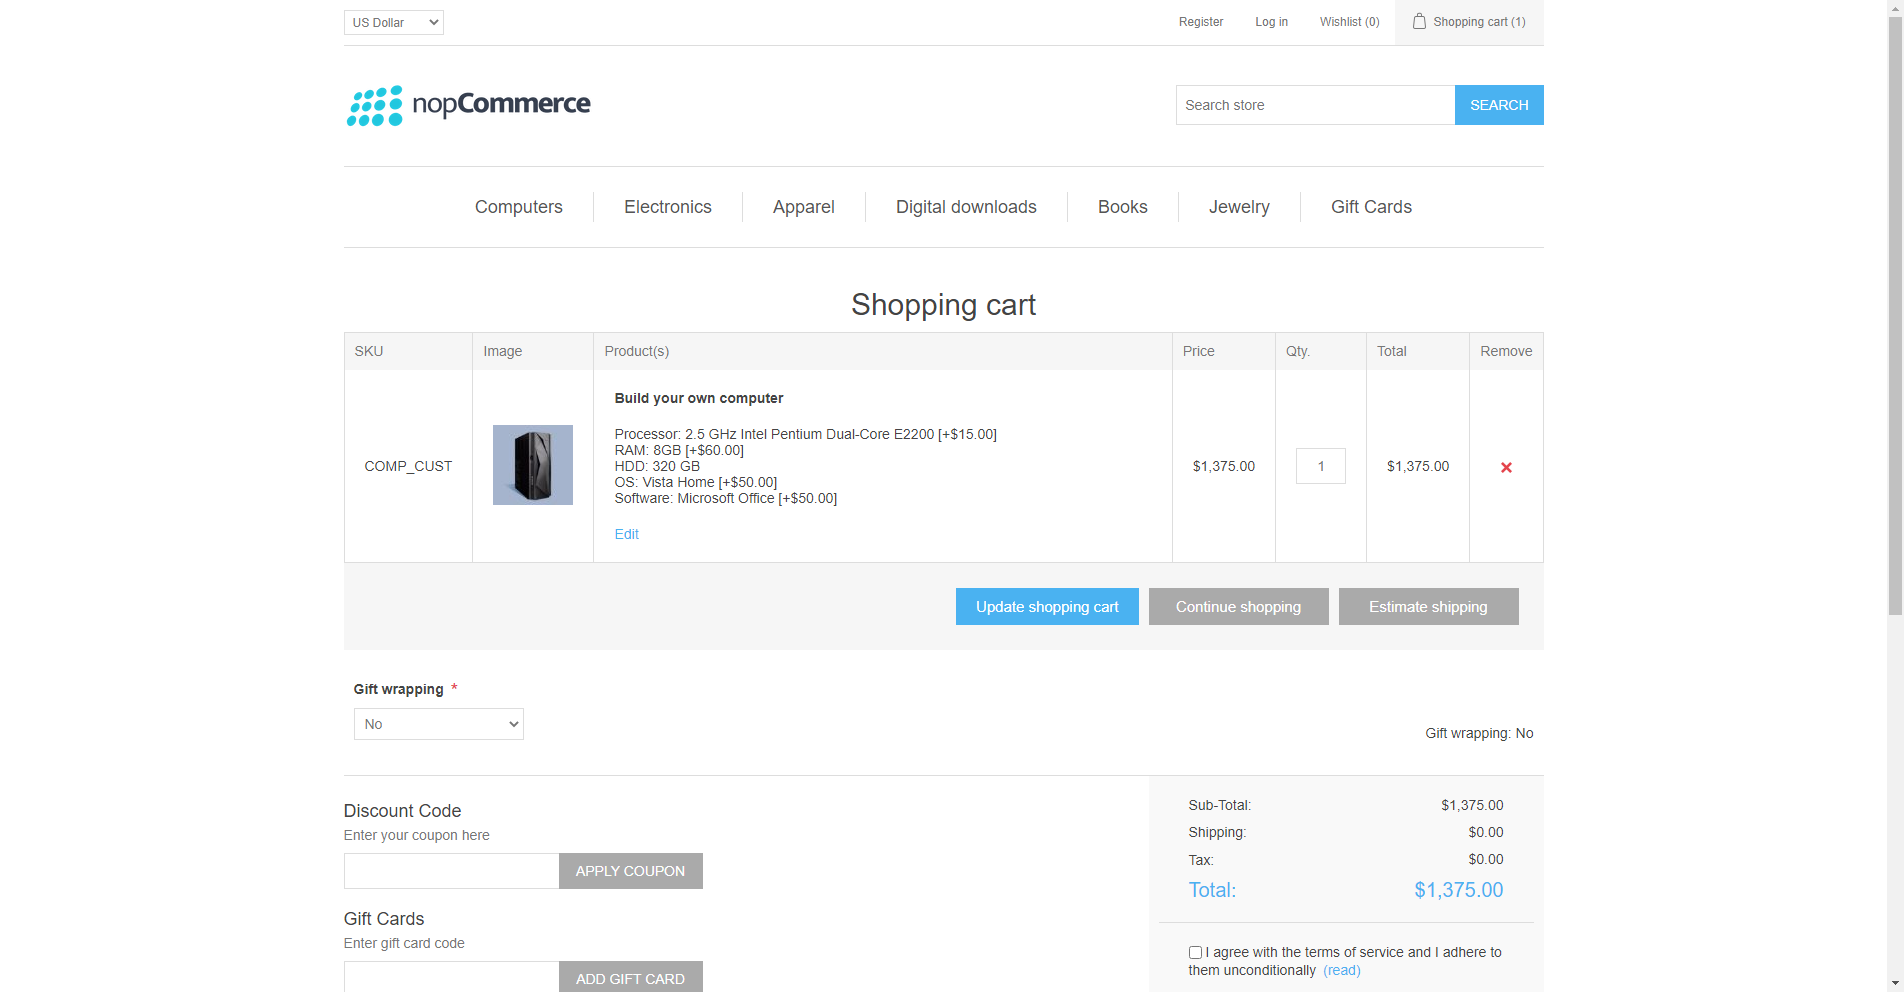 US Dollar
Register
Log in
Wishlist (0)
Shopping cart (1)
nopCommerce
Search store
SEARCH
Computers
Electronics
Apparel
Digital downloads
Books
Jewelry
Gift Cards
Shopping cart
SKU
Image
Product(s)
Price
Qty.
Total
Remove
COMP_CUST
Build your own computer
Processor: 2.5 GHz Intel Pentium Dual-Core E2200 [+$15.00]
RAM: 8GB [+$60.00]
HDD: 320 GB
OS: Vista Home [+$50.00]
Software: Microsoft Office [+$50.00]
Edit
$1,375.00
1
$1,375.00
Update shopping cart
Continue shopping
Estimate shipping
Gift wrapping *
No
Gift wrapping: No
Discount Code
Enter your coupon here
APPLY COUPON
Gift Cards
Enter gift card code
ADD GIFT CARD
Sub-Total: $1,375.00
Shipping: $0.00
Tax: $0.00
Total: $1,375.00
I agree with the terms of service and I adhere to
them unconditionally (read)